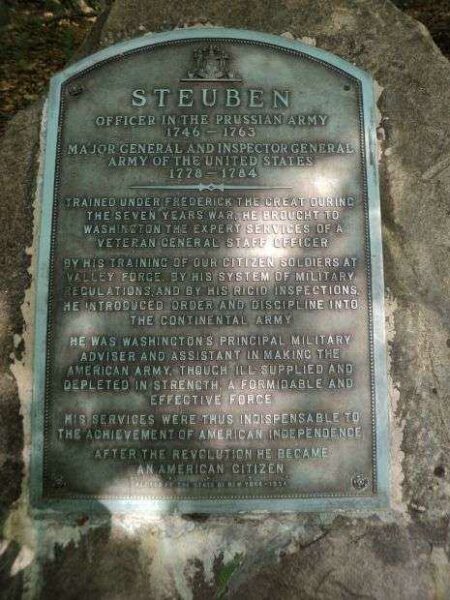 STEUBEN
OFFICER IN THE PRUSSIAN ARMY
1746 – 1763
MAJOR GENERAL AND INSPECTOR GENERAL
ARMY OF THE UNITED STATES
1778 – 1784
TRAINED UNDER FREDERICK THE GREAT DURING
THE SEVEN YEARS WAR, HE BROUGHT TO
WASHINGTON THE EXPERT SERVICES OF A
VETERAN GENERAL STAFF OFFICER
BY HIS TRAINING OF OUR CITIZEN SOLDIERS AT
VALLEY FORGE, BY HIS SYSTEM OF MILITARY
REGULATIONS, AND BY HIS RIGID INSPECTIONS,
HE INTRODUCED ORDER AND DISCIPLINE INTO
THE CONTINENTAL ARMY
HE WAS WASHINGTON'S PRINCIPAL MILITARY
ADVISER AND ASSISTANT IN MAKING THE
AMERICAN ARMY, THOUGH ILL SUPPLIED AND
DEPLETED IN STRENGTH, A FORMIDABLE AND
EFFECTIVE FORCE
HIS SERVICES WERE THUS INDISPENSABLE TO
THE ACHIEVEMENT OF AMERICAN INDEPENDENCE
AFTER THE REVOLUTION HE BECAME
AN AMERICAN CITIZEN
BY THE STATE OF NEW YORK